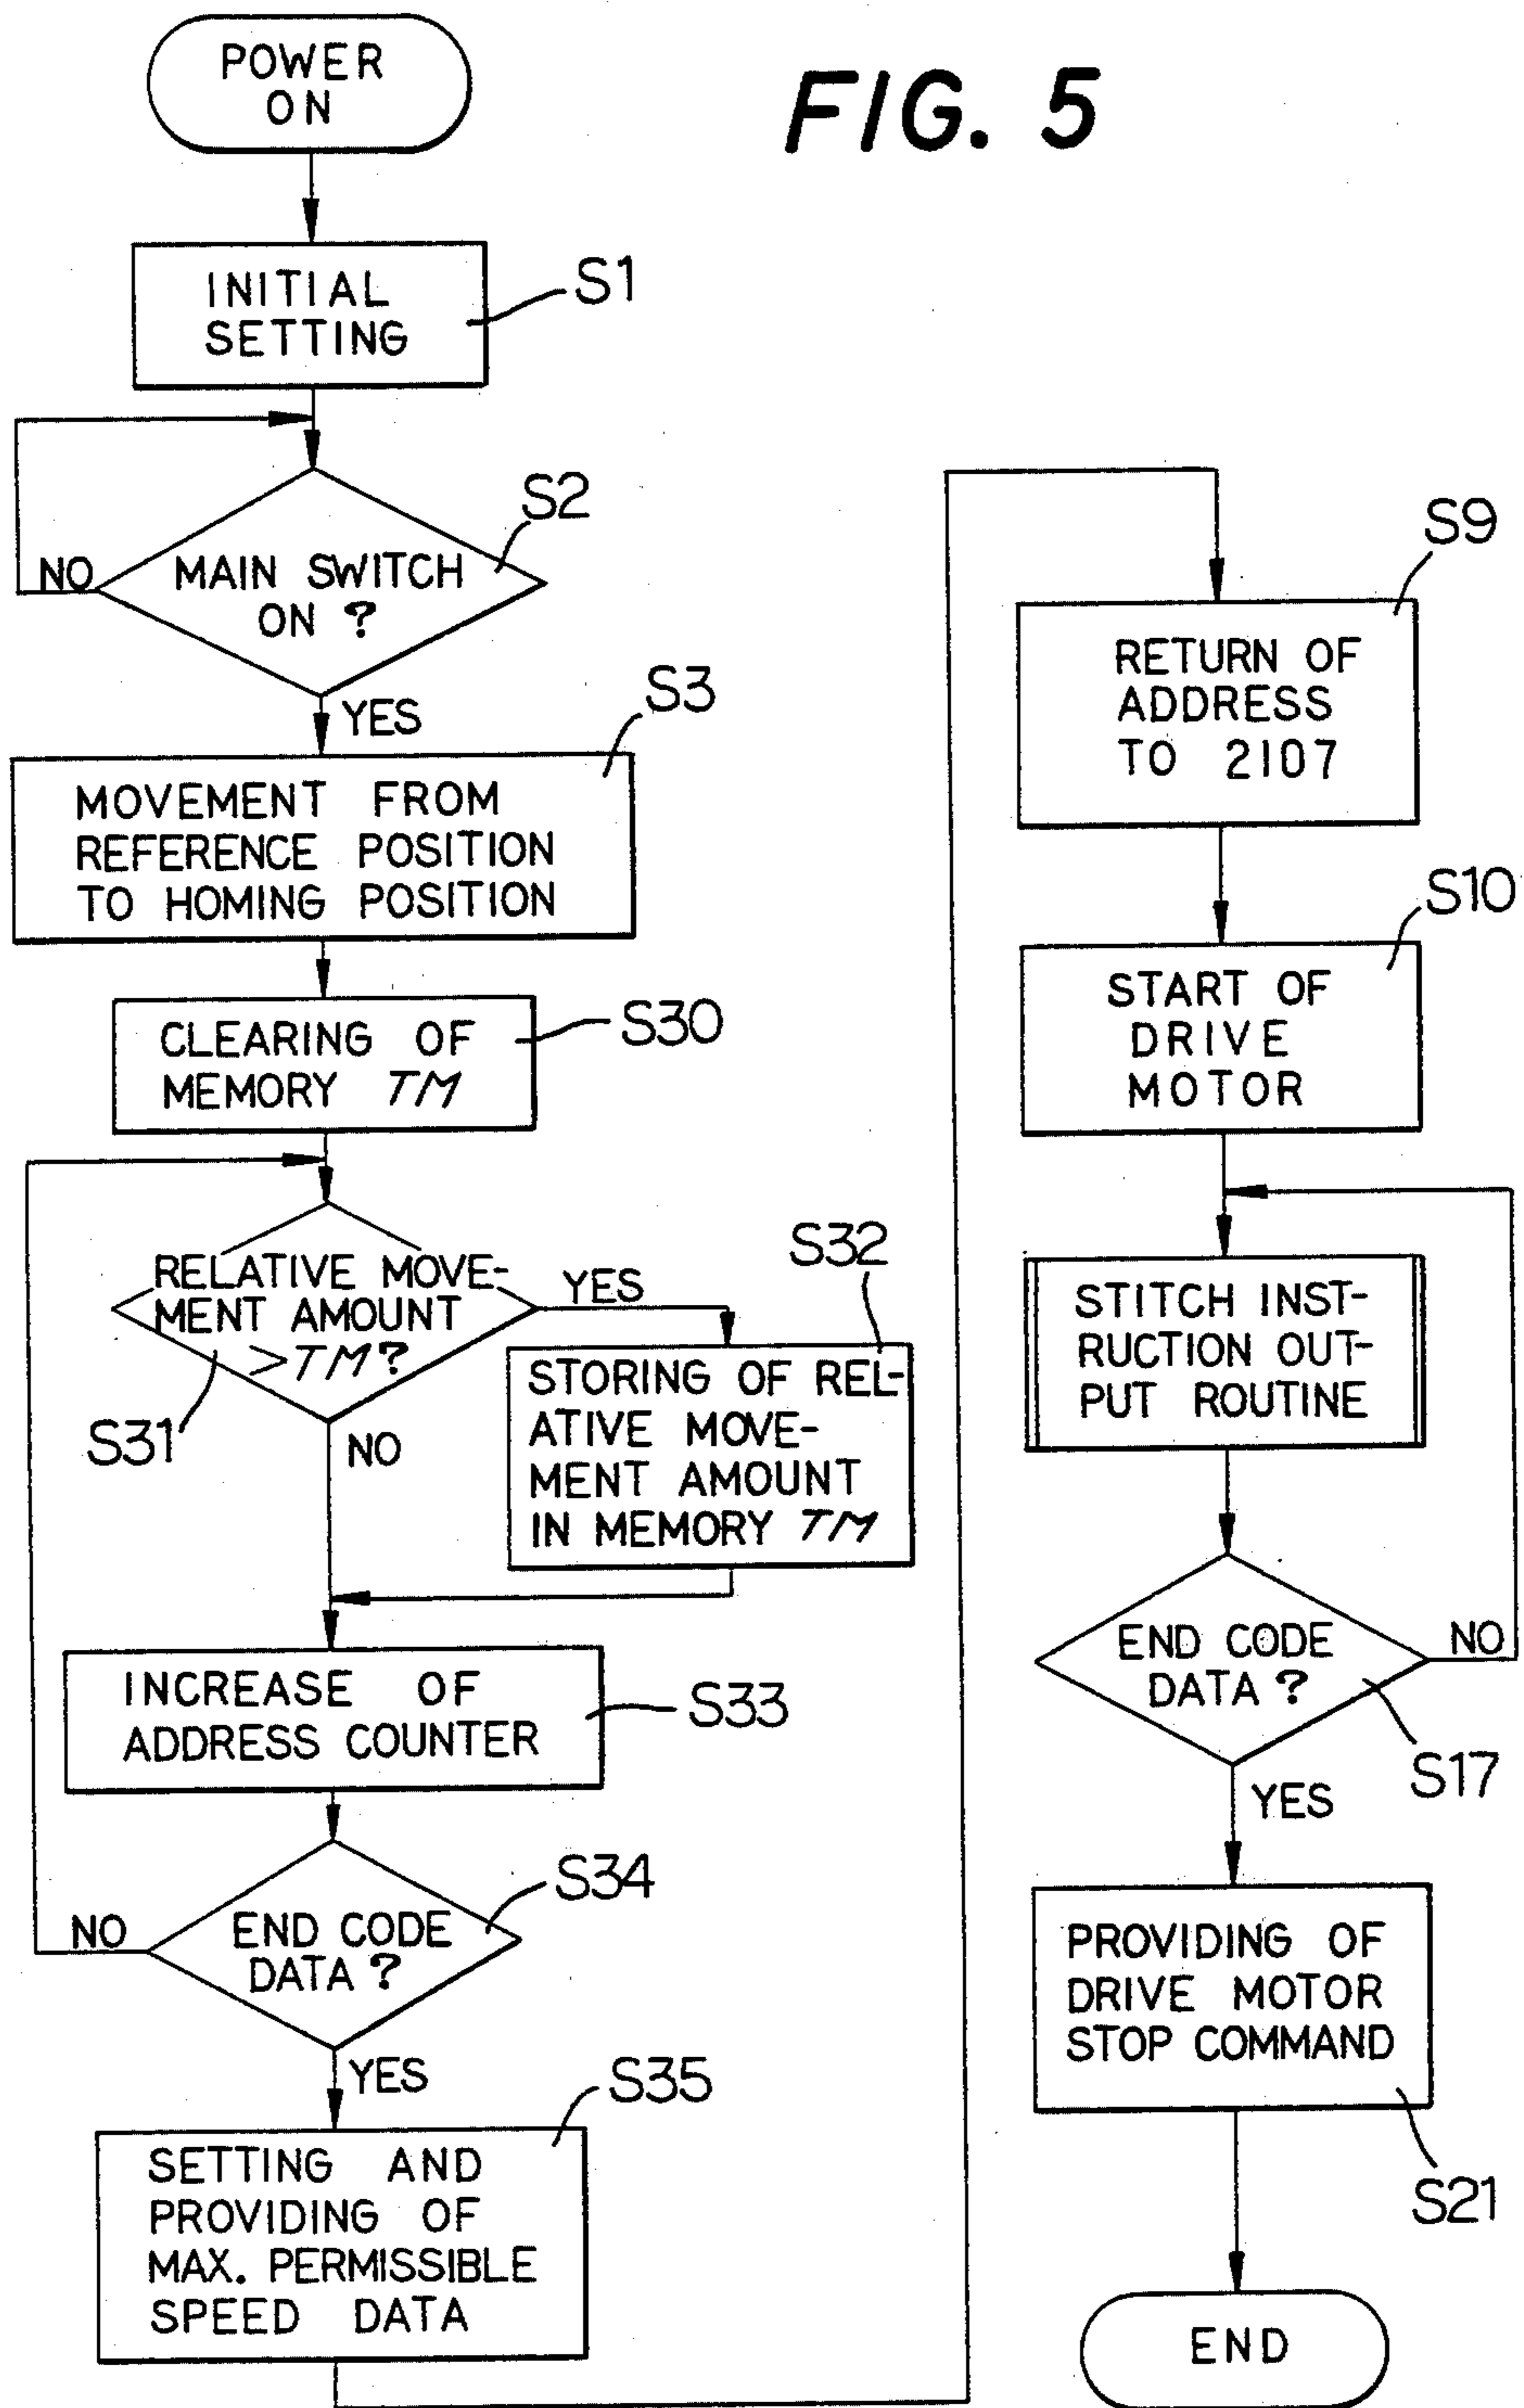 FIG. 5
POWER
ON
INITIAL
SETTING
S1
S2
NO
MAIN SWITCH
ON ?
YES
S3
MOVEMENT FROM
REFERENCE POSITION
TO HOMING POSITION
CLEARING OF
MEMORY TM
S30
RELATIVE MOVE-
MENT AMOUNT
>TM?
S31
YES
NO
S32
STORING OF REL-
ATIVE MOVE-
MENT AMOUNT
IN MEMORY TM
INCREASE OF
ADDRESS COUNTER
S33
S34
NO
END CODE
DATA ?
YES
S35
SETTING AND
PROVIDING OF
MAX. PERMISSIBLE
SPEED DATA
S9
RETURN OF
ADDRESS
TO 2107
S10
START OF
DRIVE
MOTOR
STITCH INST-
RUCTION OUT-
PUT ROUTINE
END CODE
DATA ?
NO
S17
YES
PROVIDING OF
DRIVE MOTOR
STOP COMMAND
S21
END